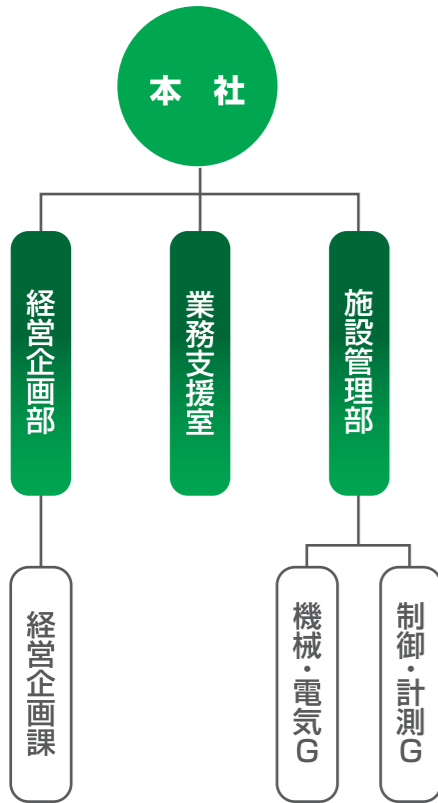 本 社
経営企画部
業務支援室
施設管理部
経営企画課
機械・電気G
制御・計測G